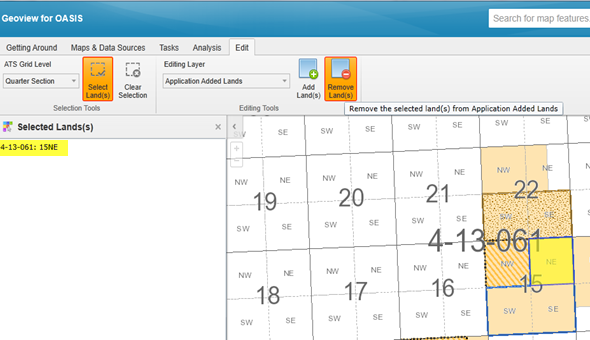 Geoview for OASIS
Search for map features.
Getting Around Maps & Data Sources Tasks Analysis Edit
ATS Grid Level
Quarter Section
Select Land(s)
Clear Selection
Selection Tools
Editing Layer
Application Added Lands
Add Land(s)
Remove Land(s)
Editing Tools
Remove the selected land(s) from Application Added Lands
Selected Lands(s)
4-13-061: 15NE
SW SE SW SE SW SE
NW NE NW NE NW NE NW NE
19 20 21 22
SW SE SW SE SW SE SW SE
4-13-061
NW NE NW NE NW NE NW NE
18 17 16 15
SW SE SW SE SW SE SW SE